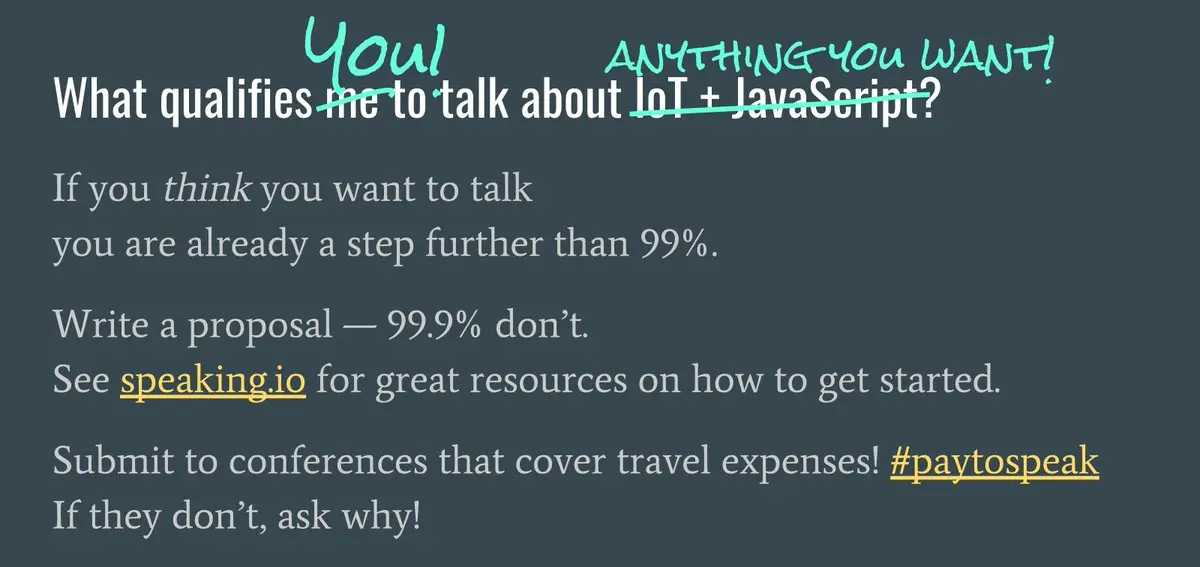 You! ANYTHING YOU WANT!
What qualifies me to talk about IoT + JavaScript?
If you think you want to talk
you are already a step further than 99%.
Write a proposal — 99.9% don’t.
See speaking.io for great resources on how to get started.
Submit to conferences that cover travel expenses! #paytospeak
If they don’t, ask why!